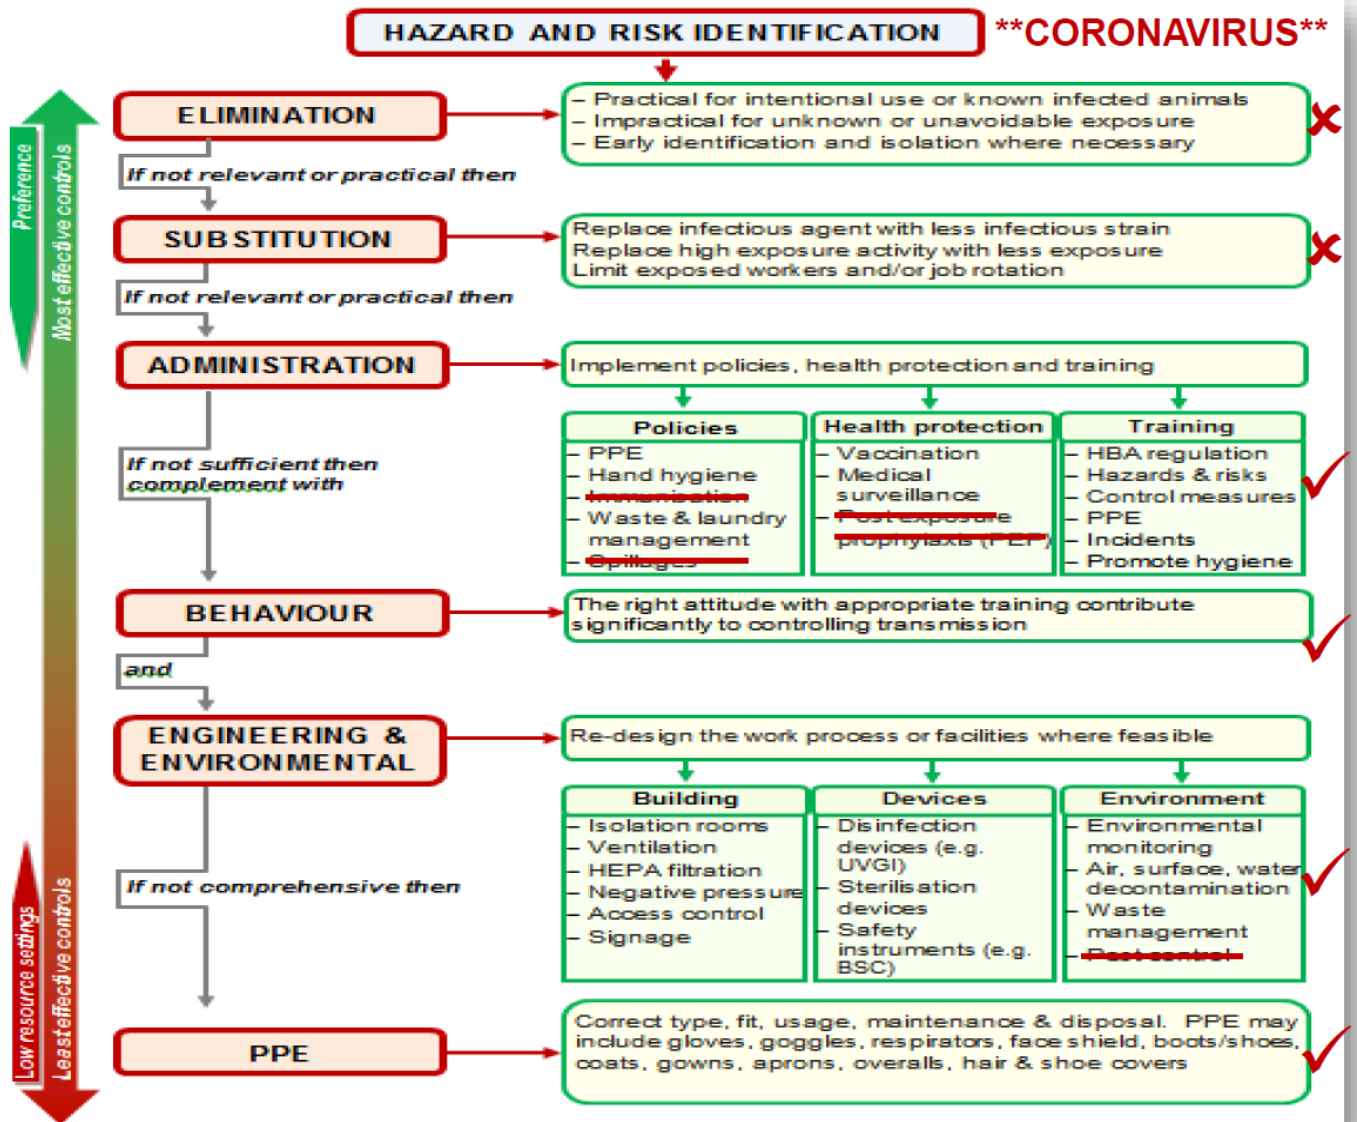 HAZARD AND RISK IDENTIFICATION
**CORONAVIRUS**
Preference
Most effective controls
Low resource settings
Least effective controls
ELIMINATION
– Practical for intentional use or known infected animals
– Impractical for unknown or unavoidable exposure
– Early identification and isolation where necessary
If not relevant or practical then
SUBSTITUTION
Replace infectious agent with less infectious strain
Replace high exposure activity with less exposure
Limit exposed workers and/or job rotation
If not relevant or practical then
ADMINISTRATION
Implement policies, health protection and training
Policies
– PPE
– Hand hygiene
– Immunisation
– Waste & laundry
management
– Spillages
Health protection
– Vaccination
– Medical
surveillance
– Post exposure
prophylaxis (PEP)
Training
– HBA regulation
– Hazards & risks
– Control measures
– PPE
– Incidents
– Promote hygiene
If not sufficient then
complement with
BEHAVIOUR
The right attitude with appropriate training contribute
significantly to controlling transmission
and
ENGINEERING &
ENVIRONMENTAL
Re-design the work process or facilities where feasible
Building
– Isolation rooms
– Ventilation
– HEPA filtration
– Negative pressure
– Access control
– Signage
Devices
– Disinfection
devices (e.g.
UVGI)
– Sterilisation
devices
– Safety
instruments (e.g.
BSC)
Environment
– Environmental
monitoring
– Air, surface, water
decontamination
– Waste
management
– Pest control
If not comprehensive then
PPE
Correct type, fit, usage, maintenance & disposal. PPE may
include gloves, goggles, respirators, face shield, boots/shoes,
coats, gowns, aprons, overalls, hair & shoe covers